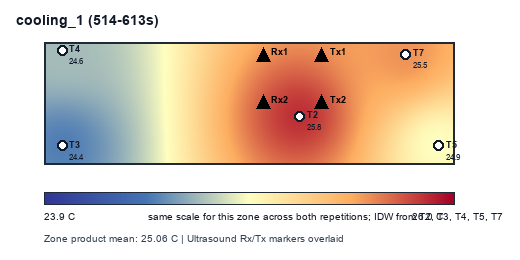 cooling_1 (514-613s)
T4
24.6
Rx1
Tx1
T7
25.5
Rx2
Tx2
T2
25.8
T3
24.4
T5
24.9
23.9 C
same scale for this zone across both repetitions; IDW from T2, T3, T4, T5, T7
Zone product mean: 25.06 C | Ultrasound Rx/Tx markers overlaid